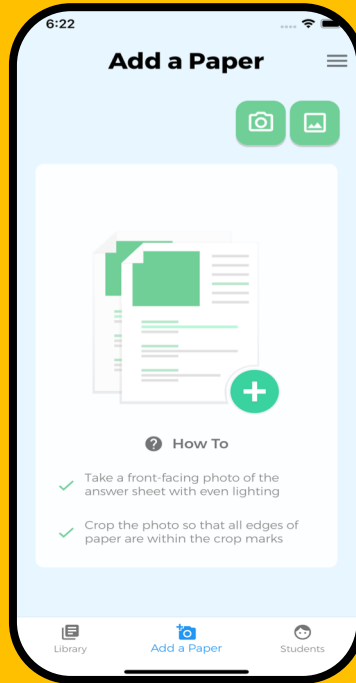 6:22
Add a Paper
How To
Take a front-facing photo of the
answer sheet with even lighting
Crop the photo so that all edges of
paper are within the crop marks
Library
Add a Paper
Students